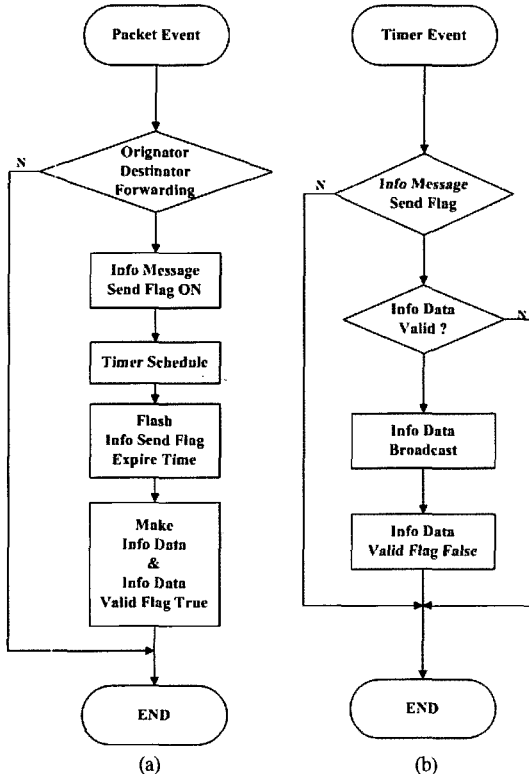 Packet Event
N
Orignator
Destinator
Forwarding
Info Message
Send Flag ON
Timer Schedule
Flash
Info Send Flag
Expire Time
Make
Info Data
&
Info Data
Valid Flag True
END
(a)
Timer Event
N
Info Message
Send Flag
Info Data
Valid ?
N
Info Data
Broadcast
Info Data
Valid Flag False
END
(b)